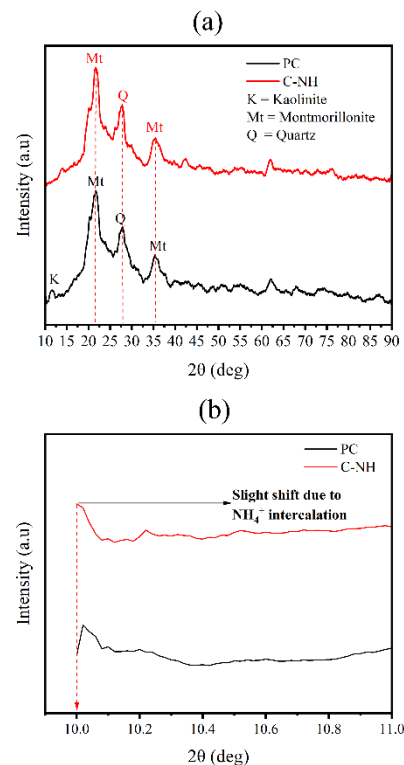 (a)
PC
C-NH
K = Kaolinite
Mt = Montmorillonite
Q = Quartz
Mt
Q
Mt
Mt
Q
Mt
K
Intensity (a.u)
10 15 20 25 30 35 40 45 50 55 60 65 70 75 80 85 90
2θ (deg)
(b)
PC
C-NH
Slight shift due to
NH₄⁺ intercalation
Intensity (a.u)
10.0 10.2 10.4 10.6 10.8 11.0
2θ (deg)